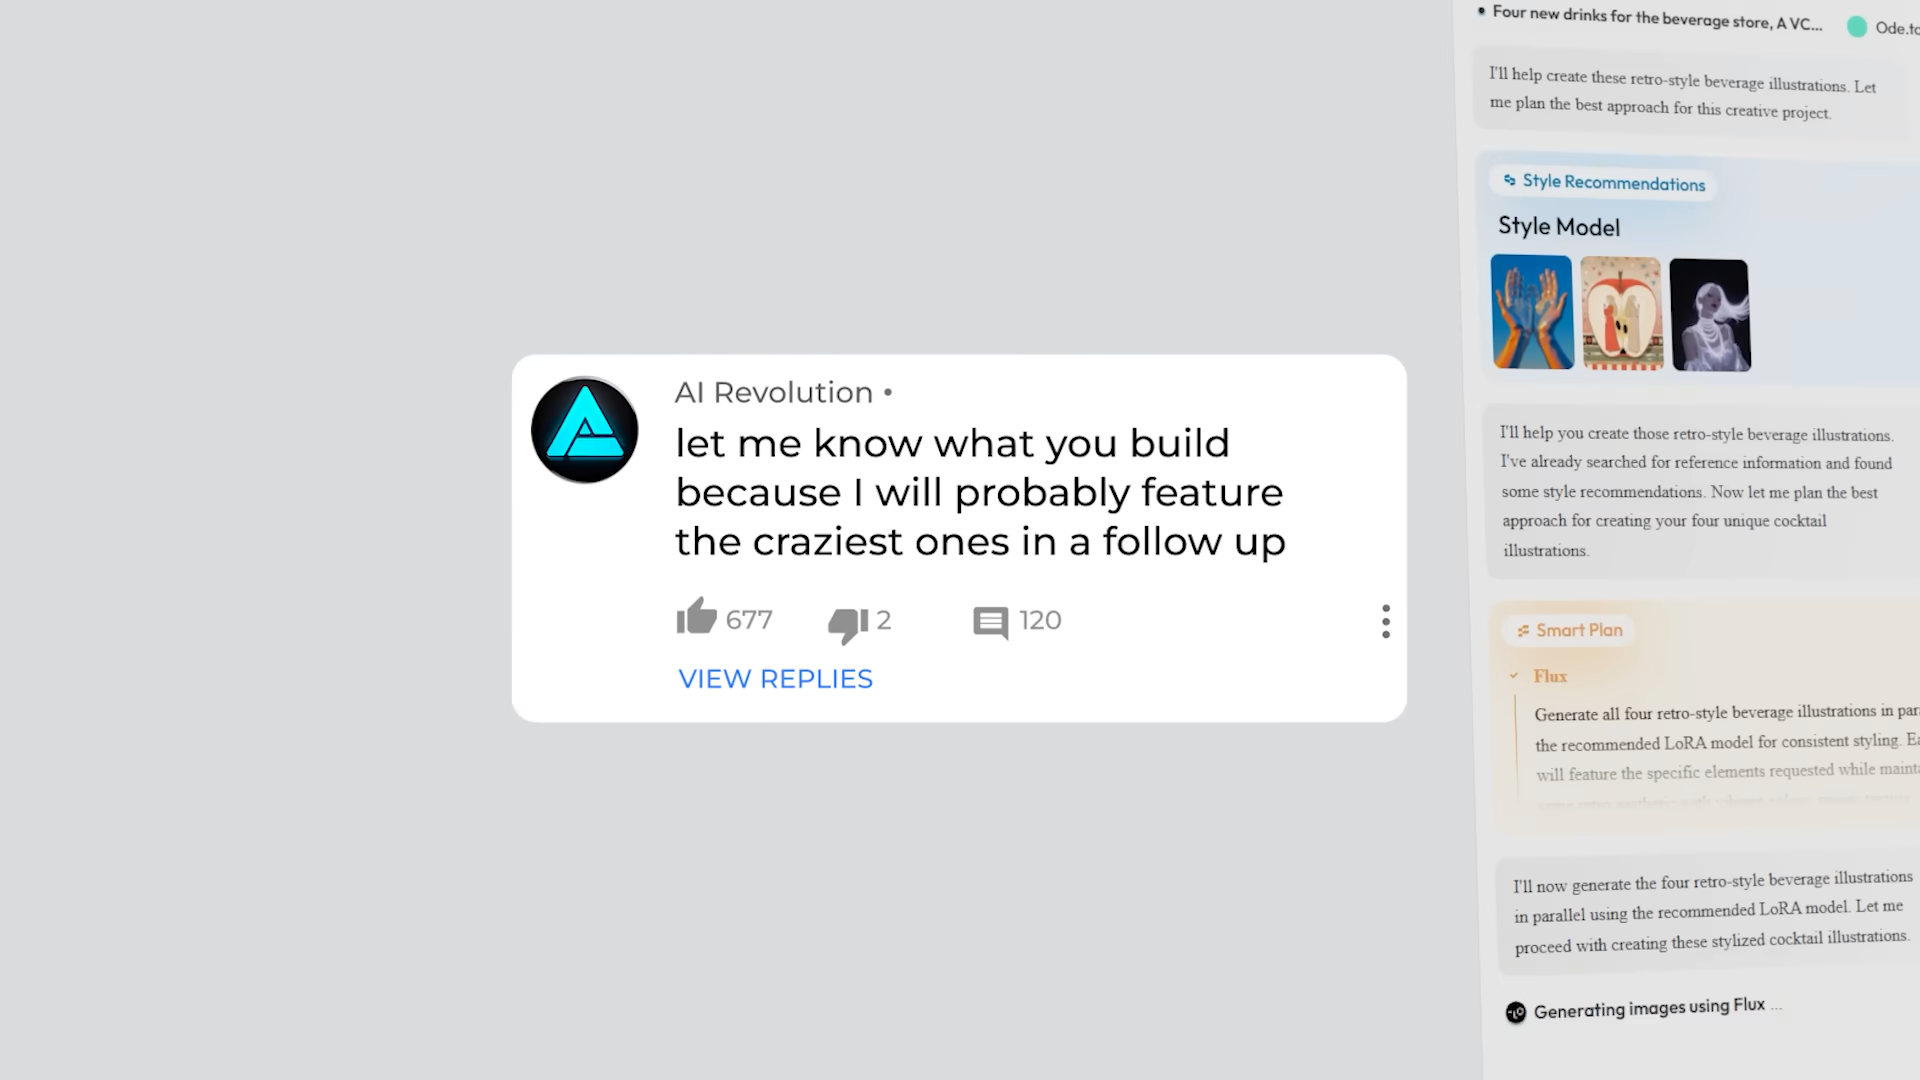 AI Revolution •
let me know what you build
because I will probably feature
the craziest ones in a follow up
677
2
120
VIEW REPLIES
Four new drinks for the beverage store, A VC...
I'll help create these retro-style beverage illustrations. Let
me plan the best approach for this creative project.
Style Recommendations
Style Model
I'll help you create those retro-style beverage illustrations.
I've already searched for reference information and found
some style recommendations. Now let me plan the best
approach for creating your four unique cocktail
illustrations.
Smart Plan
Flux
Generate all four retro-style beverage illustrations in
the recommended LoRA model for consistent styling.
will feature the specific elements requested while
I'll now generate the four retro-style beverage illustrations
in parallel using the recommended LoRA model. Let me
proceed with creating these stylized cocktail illustrations.
Generating images using Flux ...